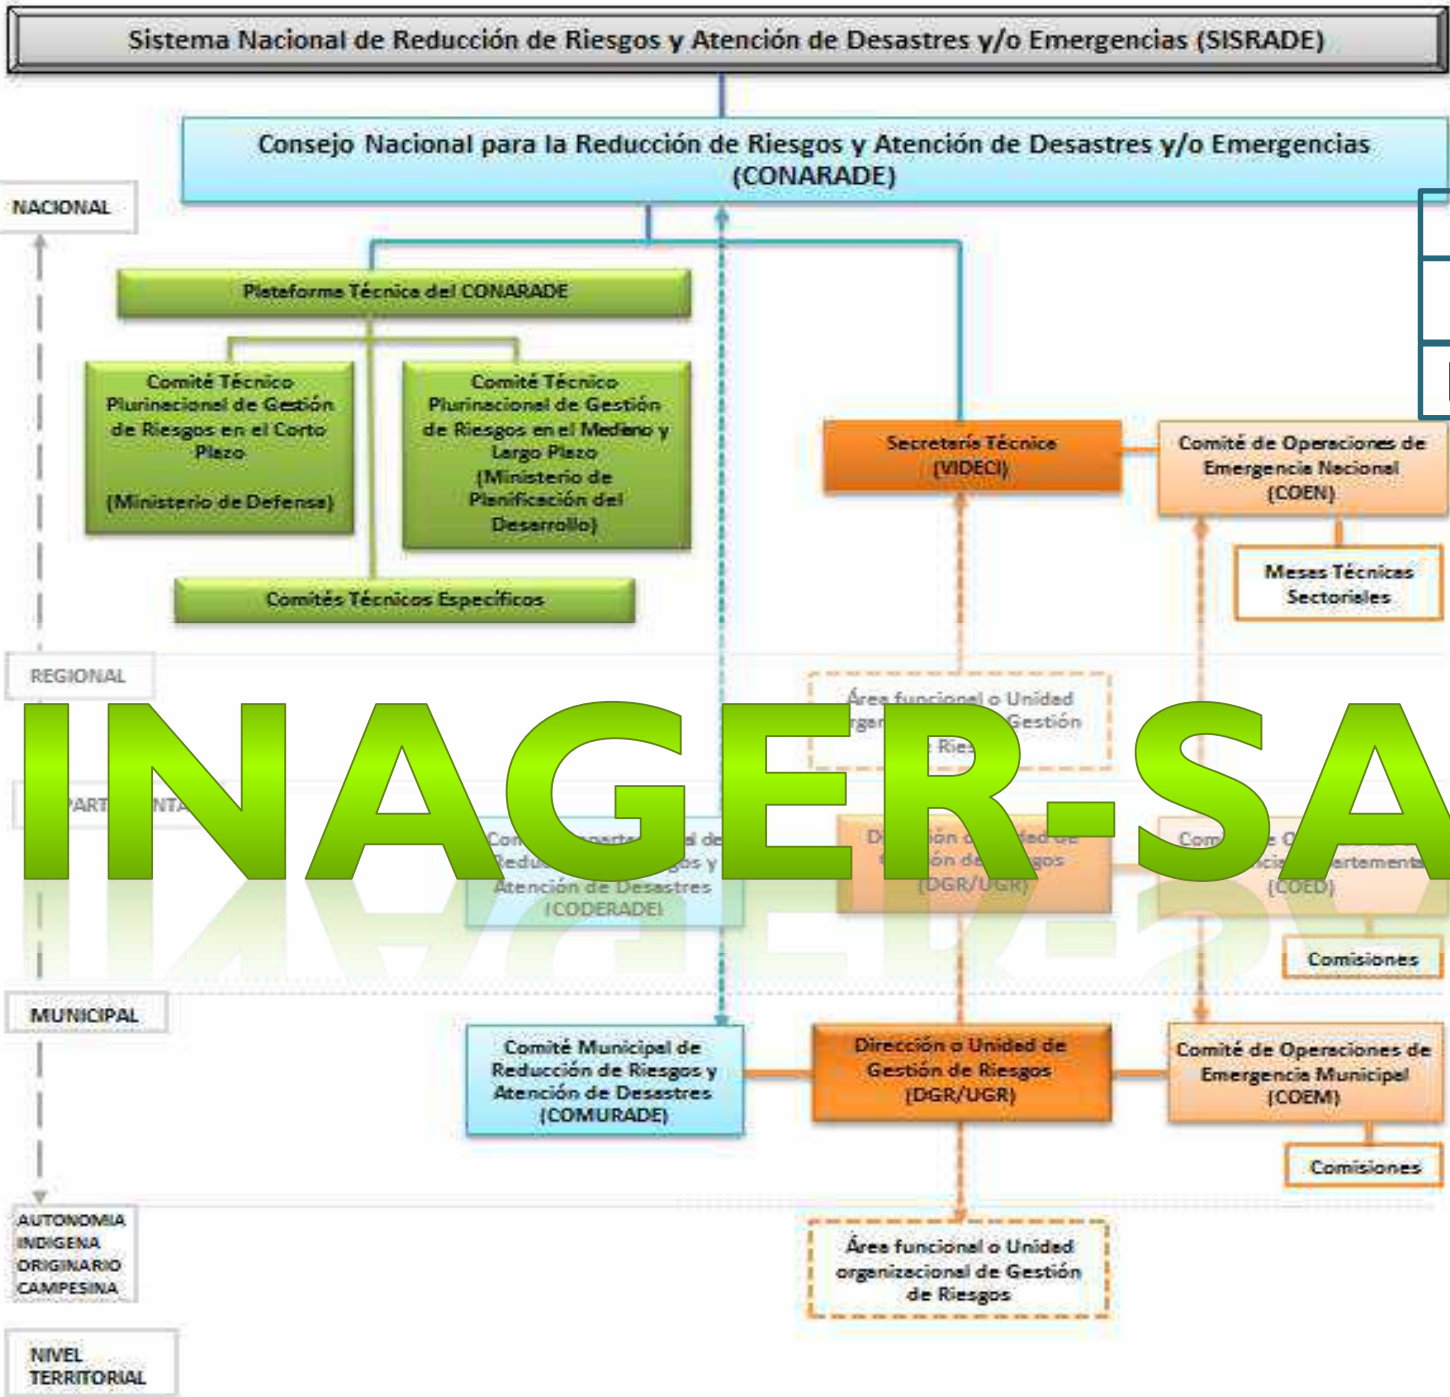 Sistema Nacional de Reducción de Riesgos y Atención de Desastres y/o Emergencias (SISRADE)
Consejo Nacional para la Reducción de Riesgos y Atención de Desastres y/o Emergencias
(CONARADE)
NACIONAL
Plataforma Técnica del CONARADE
Comité Técnico
Plurinacional de Gestión
de Riesgos en el Corto
Plazo
(Ministerio de Defensa)
Comité Técnico
Plurinacional de Gestión
de Riesgos en el Mediano y
Largo Plazo
(Ministerio de
Planificación del
Desarrollo)
Secretaría Técnica
(VIDECI)
Comité de Operaciones de
Emergencia Nacional
(COEN)
Mesas Técnicas
Sectoriales
Comités Técnicos Específicos
REGIONAL
Área funcional o Unidad
Gestión
INAGER-SA
de
Atención de Desastres
(CODERADE)
(DGR/UGR)
(COED)
Comisiones
MUNICIPAL
Comité Municipal de
Reducción de Riesgos y
Atención de Desastres
(COMURADE)
Dirección o Unidad de
Gestión de Riesgos
(DGR/UGR)
Comité de Operaciones de
Emergencia Municipal
(COEM)
Comisiones
AUTONOMIA
INDIGENA
ORIGINARIO
CAMPESINA
Área funcional o Unidad
organizacional de Gestión
de Riesgos
NIVEL
TERRITORIAL